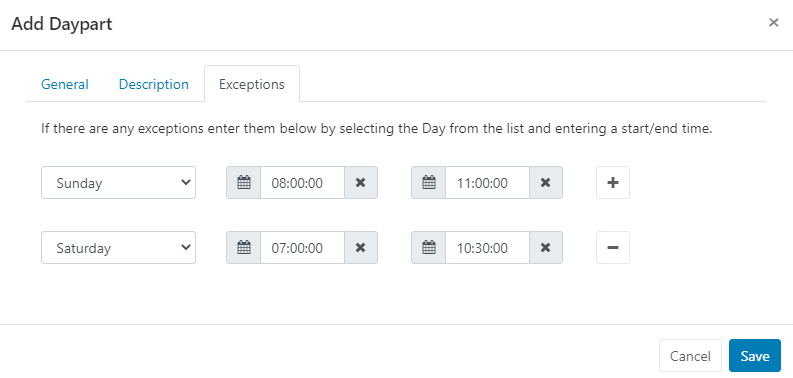 Add Daypart ×
General Description Exceptions
If there are any exceptions enter them below by selecting the Day from the list and entering a start/end time.
Sunday 08:00:00 11:00:00
Saturday 07:00:00 10:30:00
Cancel Save